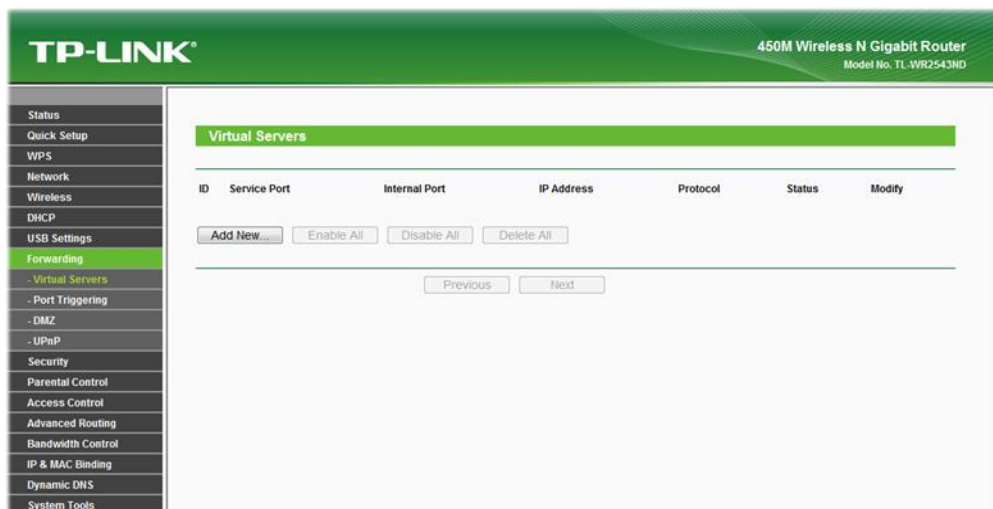 TP-LINK®
450M Wireless N Gigabit Router
Model No. TL-WR2543ND
Status
Quick Setup
WPS
Network
Wireless
DHCP
USB Settings
Forwarding
- Virtual Servers
- Port Triggering
- DMZ
- UPnP
Security
Parental Control
Access Control
Advanced Routing
Bandwidth Control
IP & MAC Binding
Dynamic DNS
System Tools
Virtual Servers
ID Service Port Internal Port IP Address Protocol Status Modify
Add New... Enable All Disable All Delete All
Previous Next